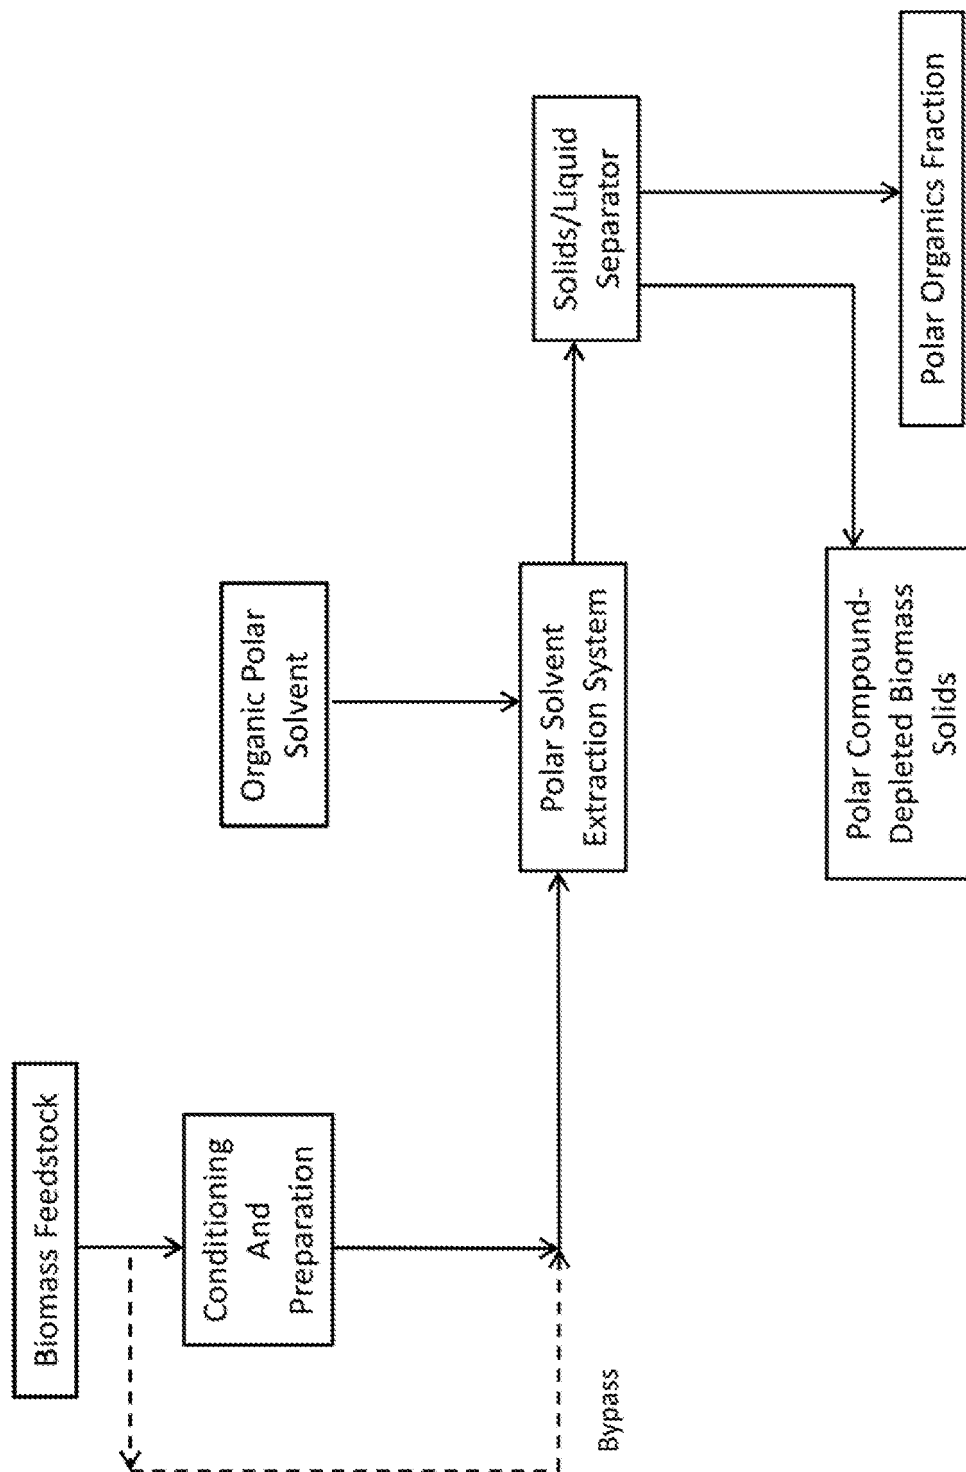 Biomass Feedstock
Conditioning
And
Preparation
Bypass
Organic Polar
Solvent
Polar Solvent
Extraction System
Solids/Liquid
Separator
Polar Compound-
Depleted Biomass
Solids
Polar Organics Fraction